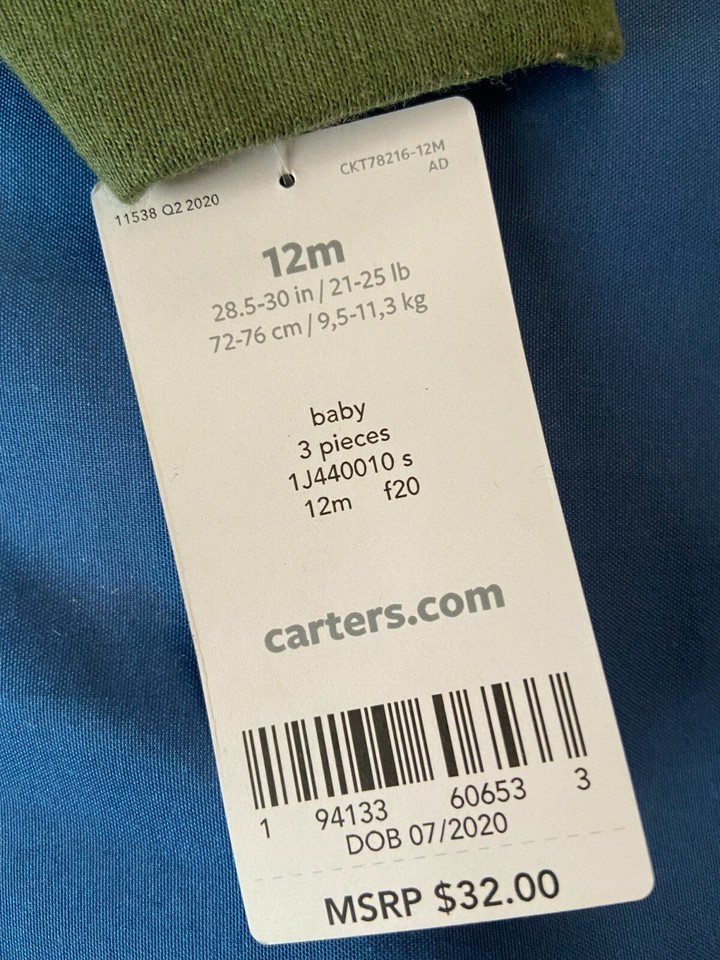 11538 Q2 2020
CKT78216-12M
AD
12m
28.5-30 in / 21-25 lb
72-76 cm / 9,5-11,3 kg
baby
3 pieces
1J440010 s
12m f20
carters.com
1 94133 60653 3
DOB 07/2020
MSRP $32.00